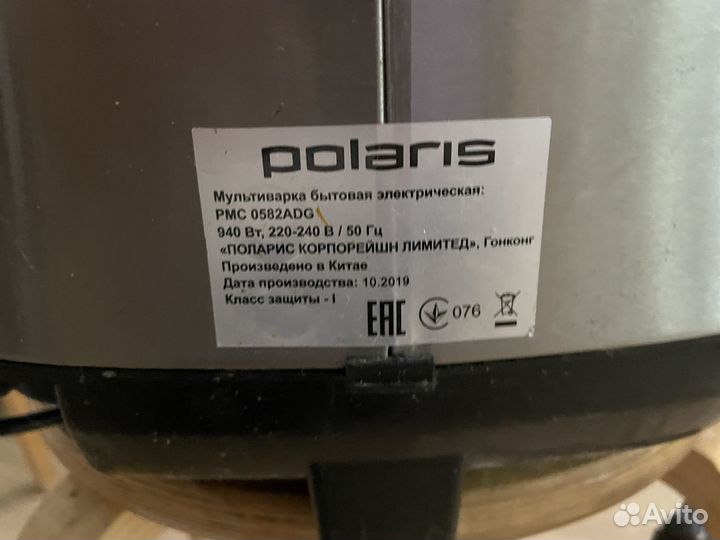 polaris
Мультиварка бытовая электрическая:
PMC 0582ADG
940 Вт, 220-240 В / 50 Гц
«ПОЛАРИС КОРПОРЕЙШН ЛИМИТЕД», Гонконг
Произведено в Китае
Дата производства: 10.2019
Класс защиты - I
EAC 076
Avito